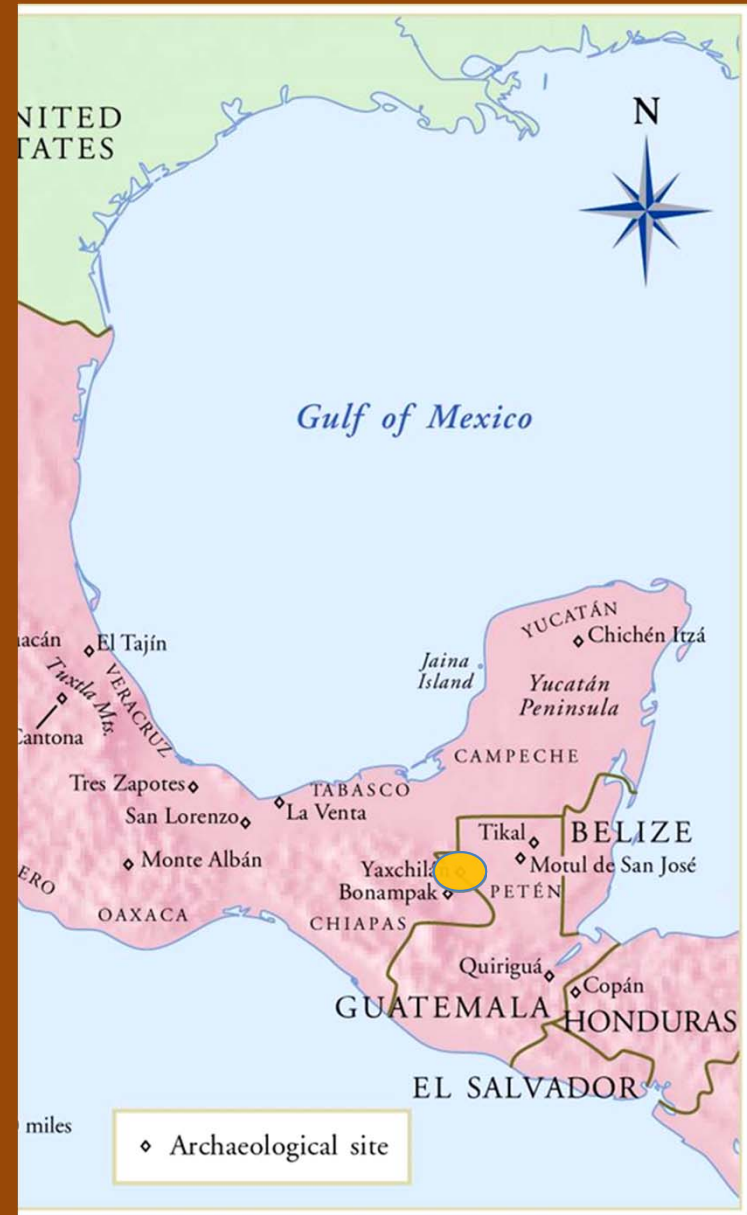 NITED
TATES
N
Gulf of Mexico
YUCATÁN
Chichén Itzá
acán
El Tajín
Jaina
Island
Yucatán
Peninsula
Tuxtla Mts.
VERACRUZ
Cantona
CAMPECHE
Tres Zapotes
TABASCO
San Lorenzo
La Venta
Tikal
BELIZE
Monte Albán
Yaxchilá
Motul de San José
ERO
Bonampak
PETÉN
OAXACA
CHIAPAS
Quiriguá
Copán
GUATEMALA
HONDURAS
EL SALVADOR
miles
Archaeological site